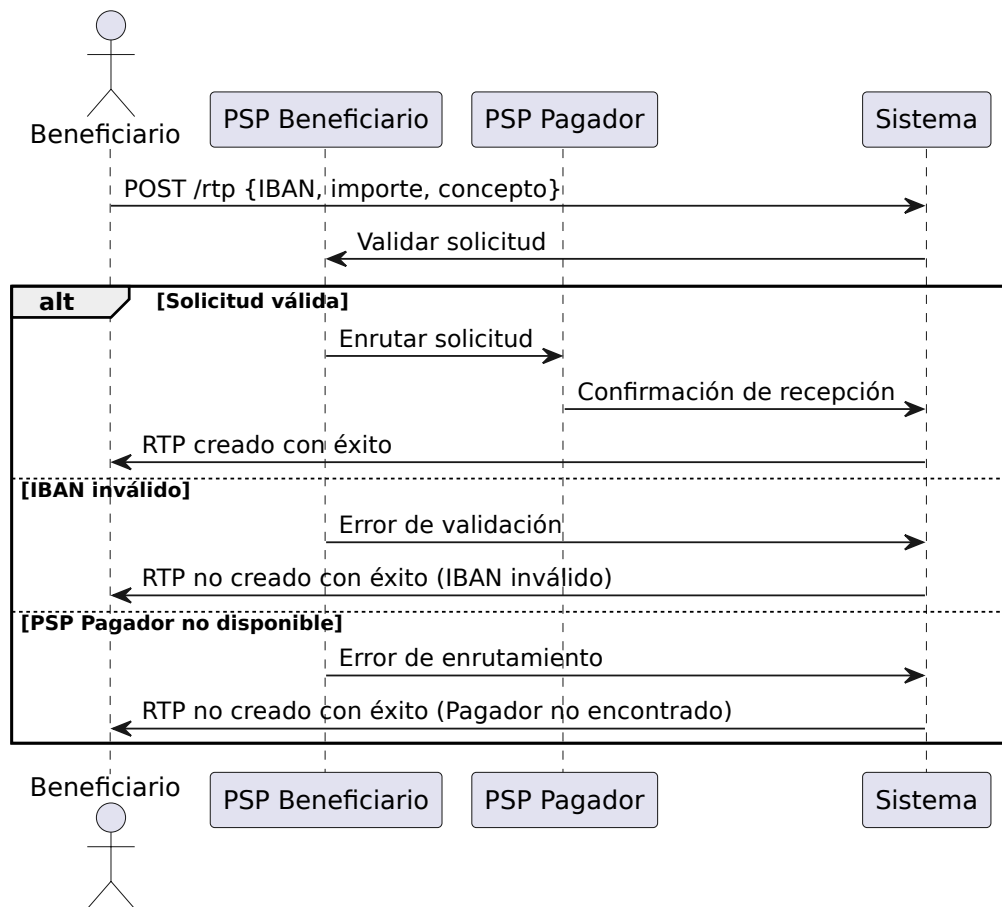 Beneficiario
PSP Beneficiario
PSP Pagador
Sistema
POST /rtp {IBAN, importe, concepto}
Validar solicitud
alt
[Solicitud válida]
Enrutar solicitud
Confirmación de recepción
RTP creado con éxito
[IBAN inválido]
Error de validación
RTP no creado con éxito (IBAN inválido)
[PSP Pagador no disponible]
Error de enrutamiento
RTP no creado con éxito (Pagador no encontrado)
Beneficiario
PSP Beneficiario
PSP Pagador
Sistema